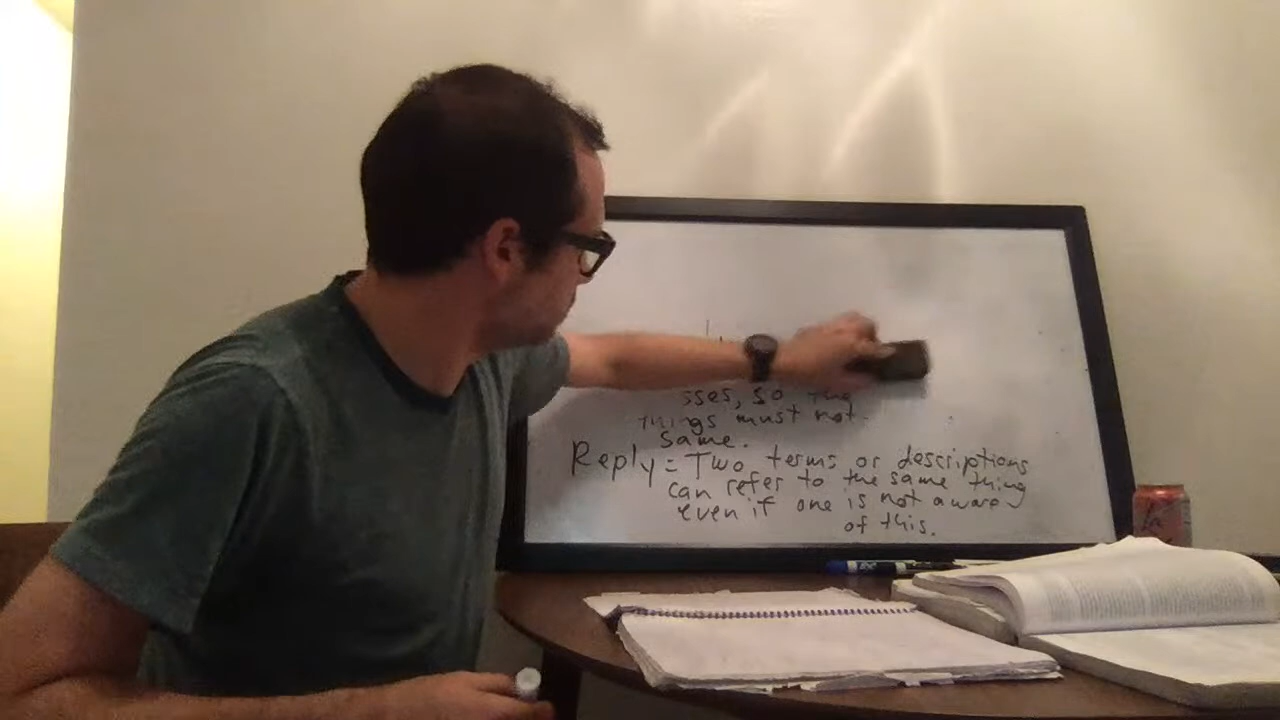 sses, so the
things must not
same.
Reply = Two terms or descriptions
can refer to the same thing
even if one is not aware
of this.